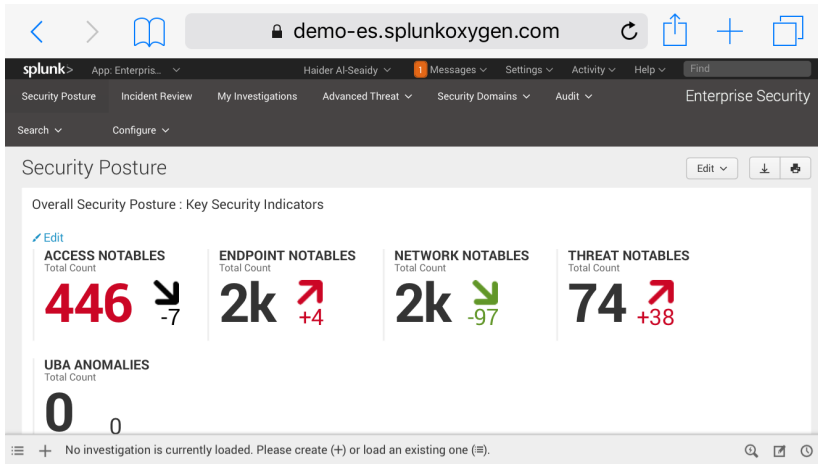 demo-es.splunkoxygen.com
splunk> App: Enterpris... Haider Al-Seaidy 1 Messages Settings Activity Help Find
Security Posture Incident Review My Investigations Advanced Threat Security Domains Audit Enterprise Security
Search Configure
Security Posture Edit
Overall Security Posture : Key Security Indicators
Edit
ACCESS NOTABLES ENDPOINT NOTABLES NETWORK NOTABLES THREAT NOTABLES
Total Count Total Count Total Count Total Count
446 -7 2k +4 2k -97 74 +38
UBA ANOMALIES
Total Count
0 0
No investigation is currently loaded. Please create (+) or load an existing one (≡).